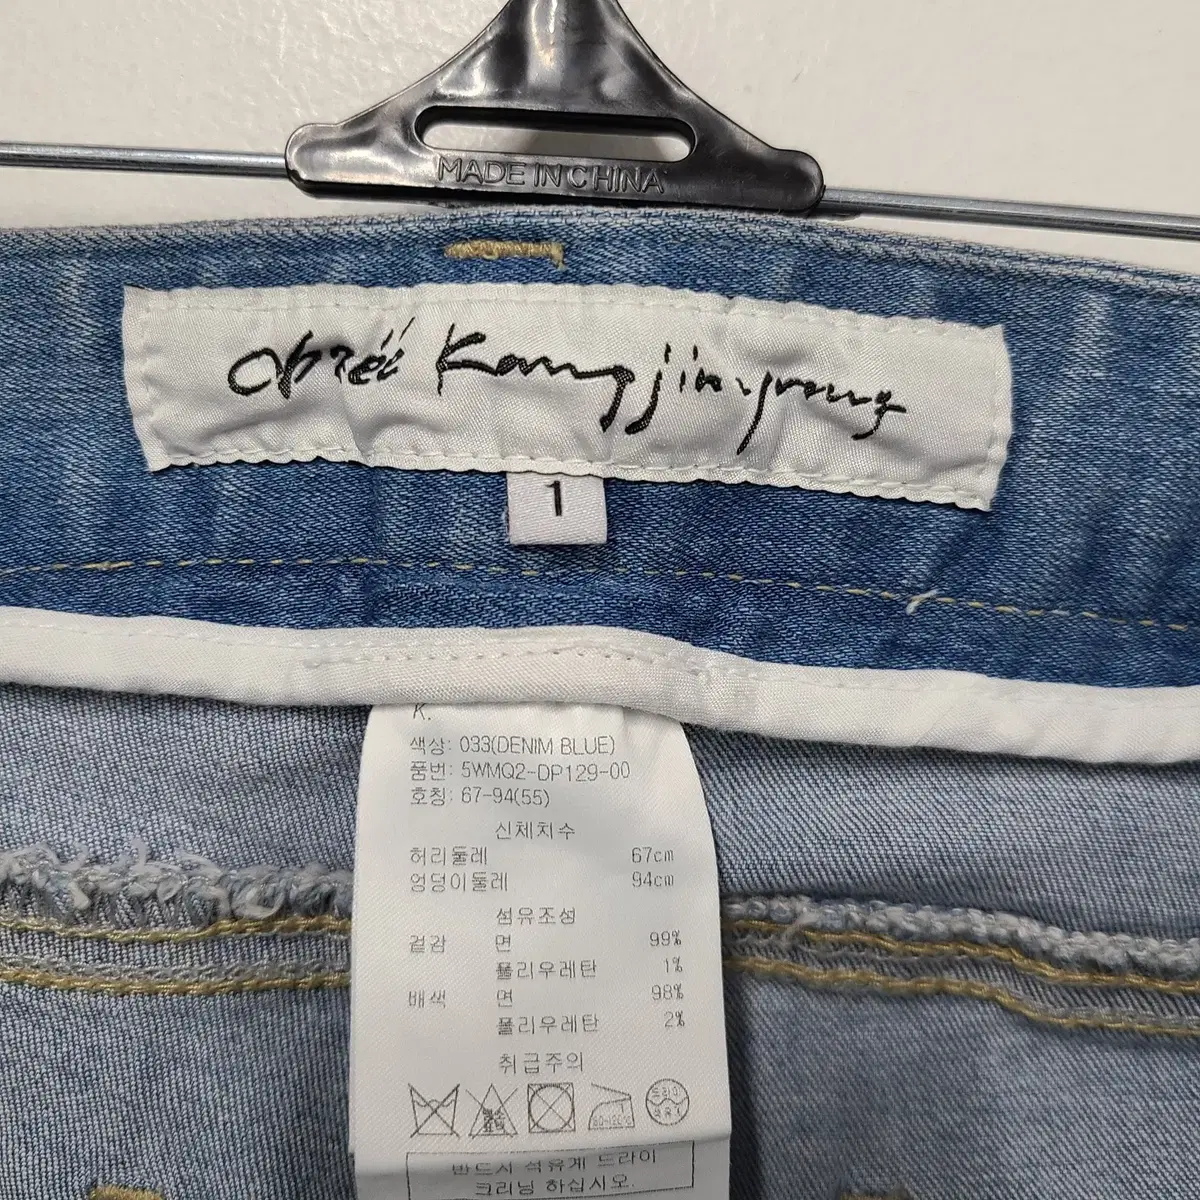 MADE IN CHINA
obzéé Kangjinyoung
1
K.
색상: 033(DENIM BLUE)
품번: 5WMQ2-DP129-00
호칭: 67-94(55)
신체치수
허리둘레 67cm
엉덩이둘레 94cm
섬유조성
겉감 면 99%
폴리우레탄 1%
배색 면 98%
폴리우레탄 2%
취급주의
반드시 석유계 드라이
크리닝 하십시오.